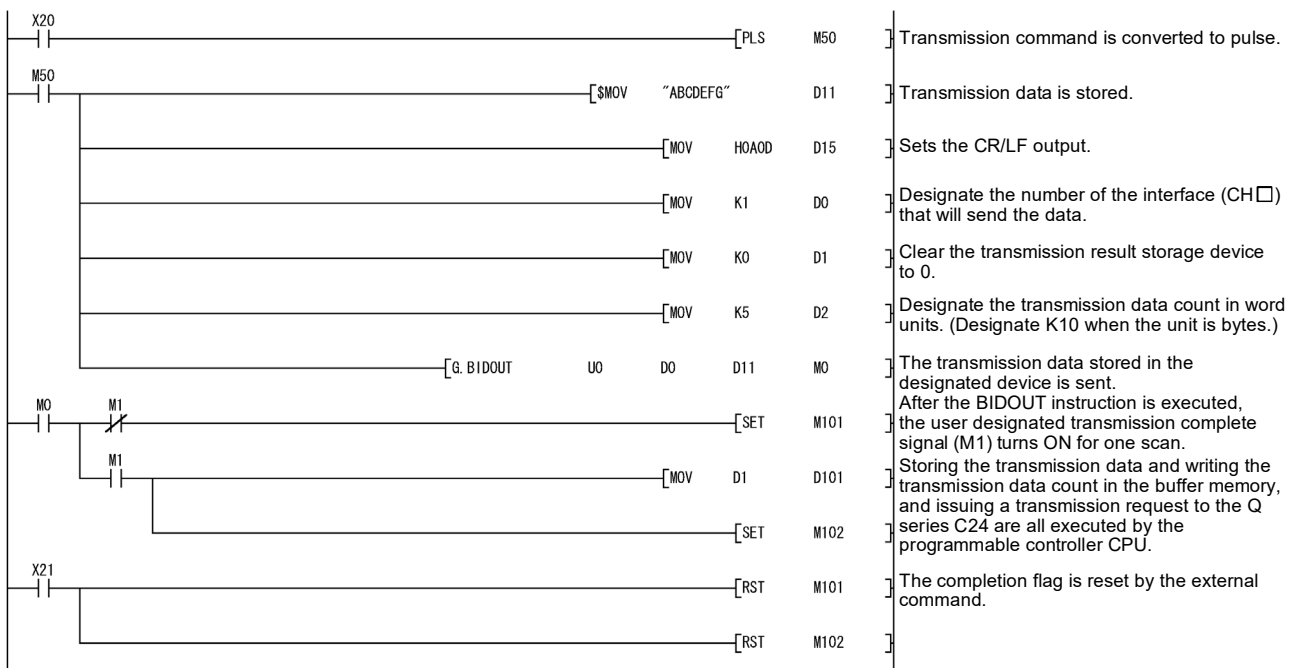 X20
[PLS M50 ] Transmission command is converted to pulse.
M50
[$MOV "ABCDEFG" D11 ] Transmission data is stored.
[MOV H0A0D D15 ] Sets the CR/LF output.
[MOV K1 D0 ] Designate the number of the interface (CH□)
that will send the data.
[MOV K0 D1 ] Clear the transmission result storage device
to 0.
[MOV K5 D2 ] Designate the transmission data count in word
units. (Designate K10 when the unit is bytes.)
[G.BIDOUT U0 D0 D11 M0 ] The transmission data stored in the
designated device is sent.
M0 M1
[SET M101 ] After the BIDOUT instruction is executed,
the user designated transmission complete
signal (M1) turns ON for one scan.
M1
[MOV D1 D101 ] Storing the transmission data and writing the
transmission data count in the buffer memory,
and issuing a transmission request to the Q
[SET M102 ] series C24 are all executed by the
programmable controller CPU.
X21
[RST M101 ] The completion flag is reset by the external
command.
[RST M102 ]